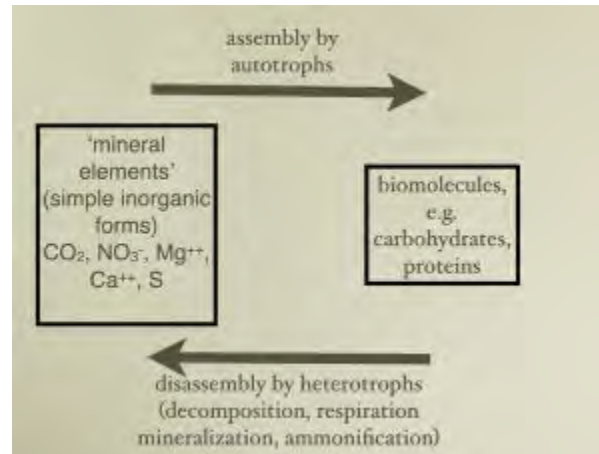 assembly by
autotrophs
'mineral
elements'
(simple inorganic
forms)
CO₂, NO₃⁻, Mg⁺⁺,
Ca⁺⁺, S
biomolecules,
e.g.
carbohydrates,
proteins
disassembly by heterotrophs
(decomposition, respiration
mineralization, ammonification)